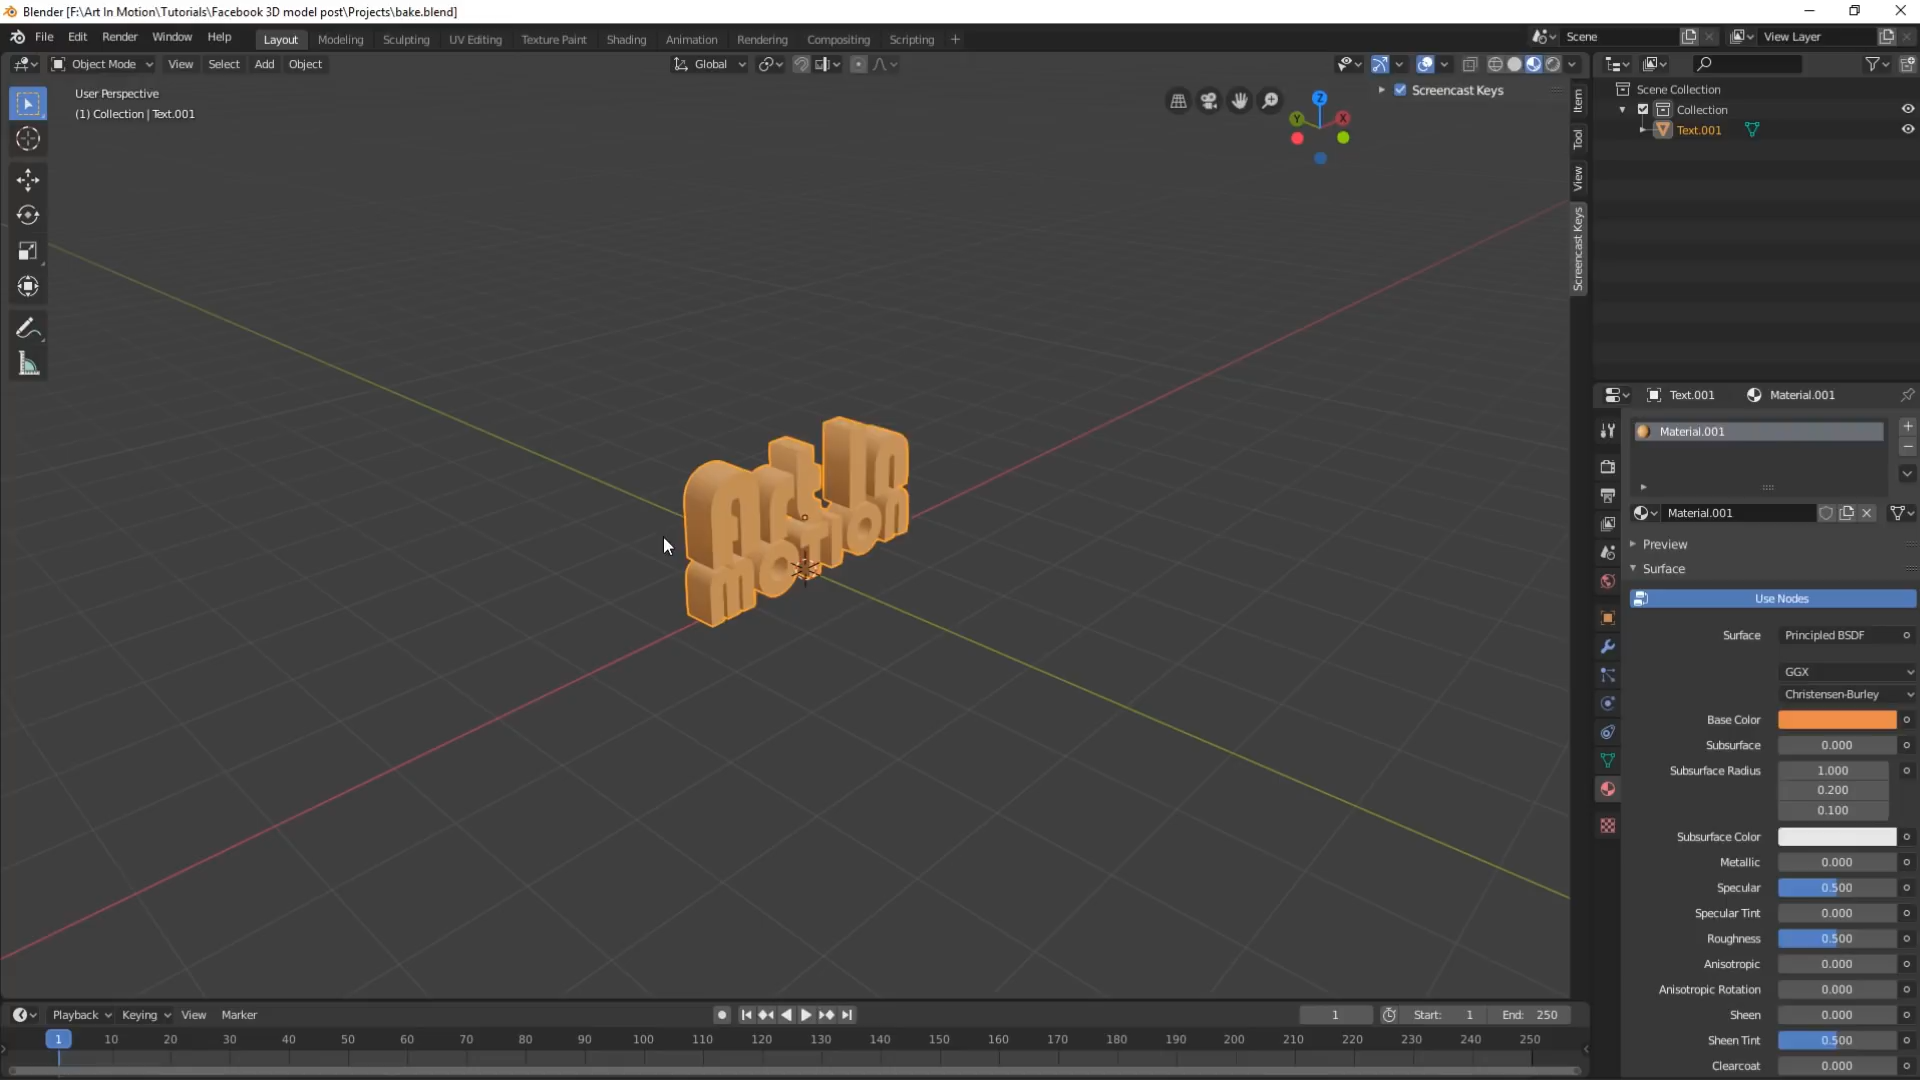 Blender [F:\Art In Motion\Tutorials\Facebook 3D model post\Projects\bake.blend]
File Edit Render Window Help
Layout Modeling Sculpting UV Editing Texture Paint Shading Animation Rendering Compositing Scripting +
Scene
View Layer
Object Mode View Select Add Object
Global
User Perspective
(1) Collection | Text.001
Screencast Keys
Z
Y
X
Item
Tool
View
Screencast Keys
Art In
motion
Scene Collection
Collection
Text.001
Text.001 Material.001
Material.001
Material.001
Preview
Surface
Use Nodes
Surface Principled BSDF
GGX
Christensen-Burley
Base Color
Subsurface 0.000
Subsurface Radius 1.000
0.200
0.100
Subsurface Color
Metallic 0.000
Specular 0.500
Specular Tint 0.000
Roughness 0.500
Anisotropic 0.000
Anisotropic Rotation 0.000
Sheen 0.000
Sheen Tint 0.500
Clearcoat 0.000
Playback Keying View Marker
1 Start: 1 End: 250
1 10 20 30 40 50 60 70 80 90 100 110 120 130 140 150 160 170 180 190 200 210 220 230 240 250